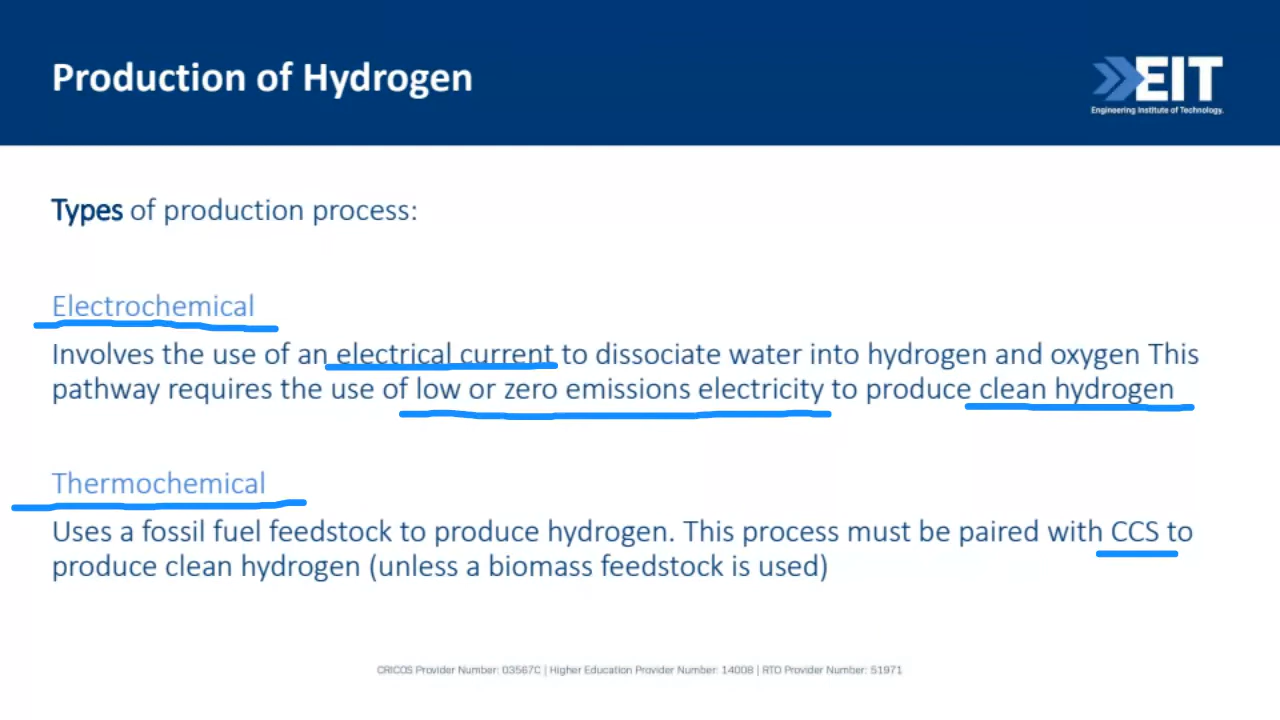 Production of Hydrogen
EIT
Engineering Institute of Technology.
Types of production process:
Electrochemical
Involves the use of an electrical current to dissociate water into hydrogen and oxygen This
pathway requires the use of low or zero emissions electricity to produce clean hydrogen
Thermochemical
Uses a fossil fuel feedstock to produce hydrogen. This process must be paired with CCS to
produce clean hydrogen (unless a biomass feedstock is used)
CRICOS Provider Number: 03567C | Higher Education Provider Number: 14008 | RTO Provider Number: 51971